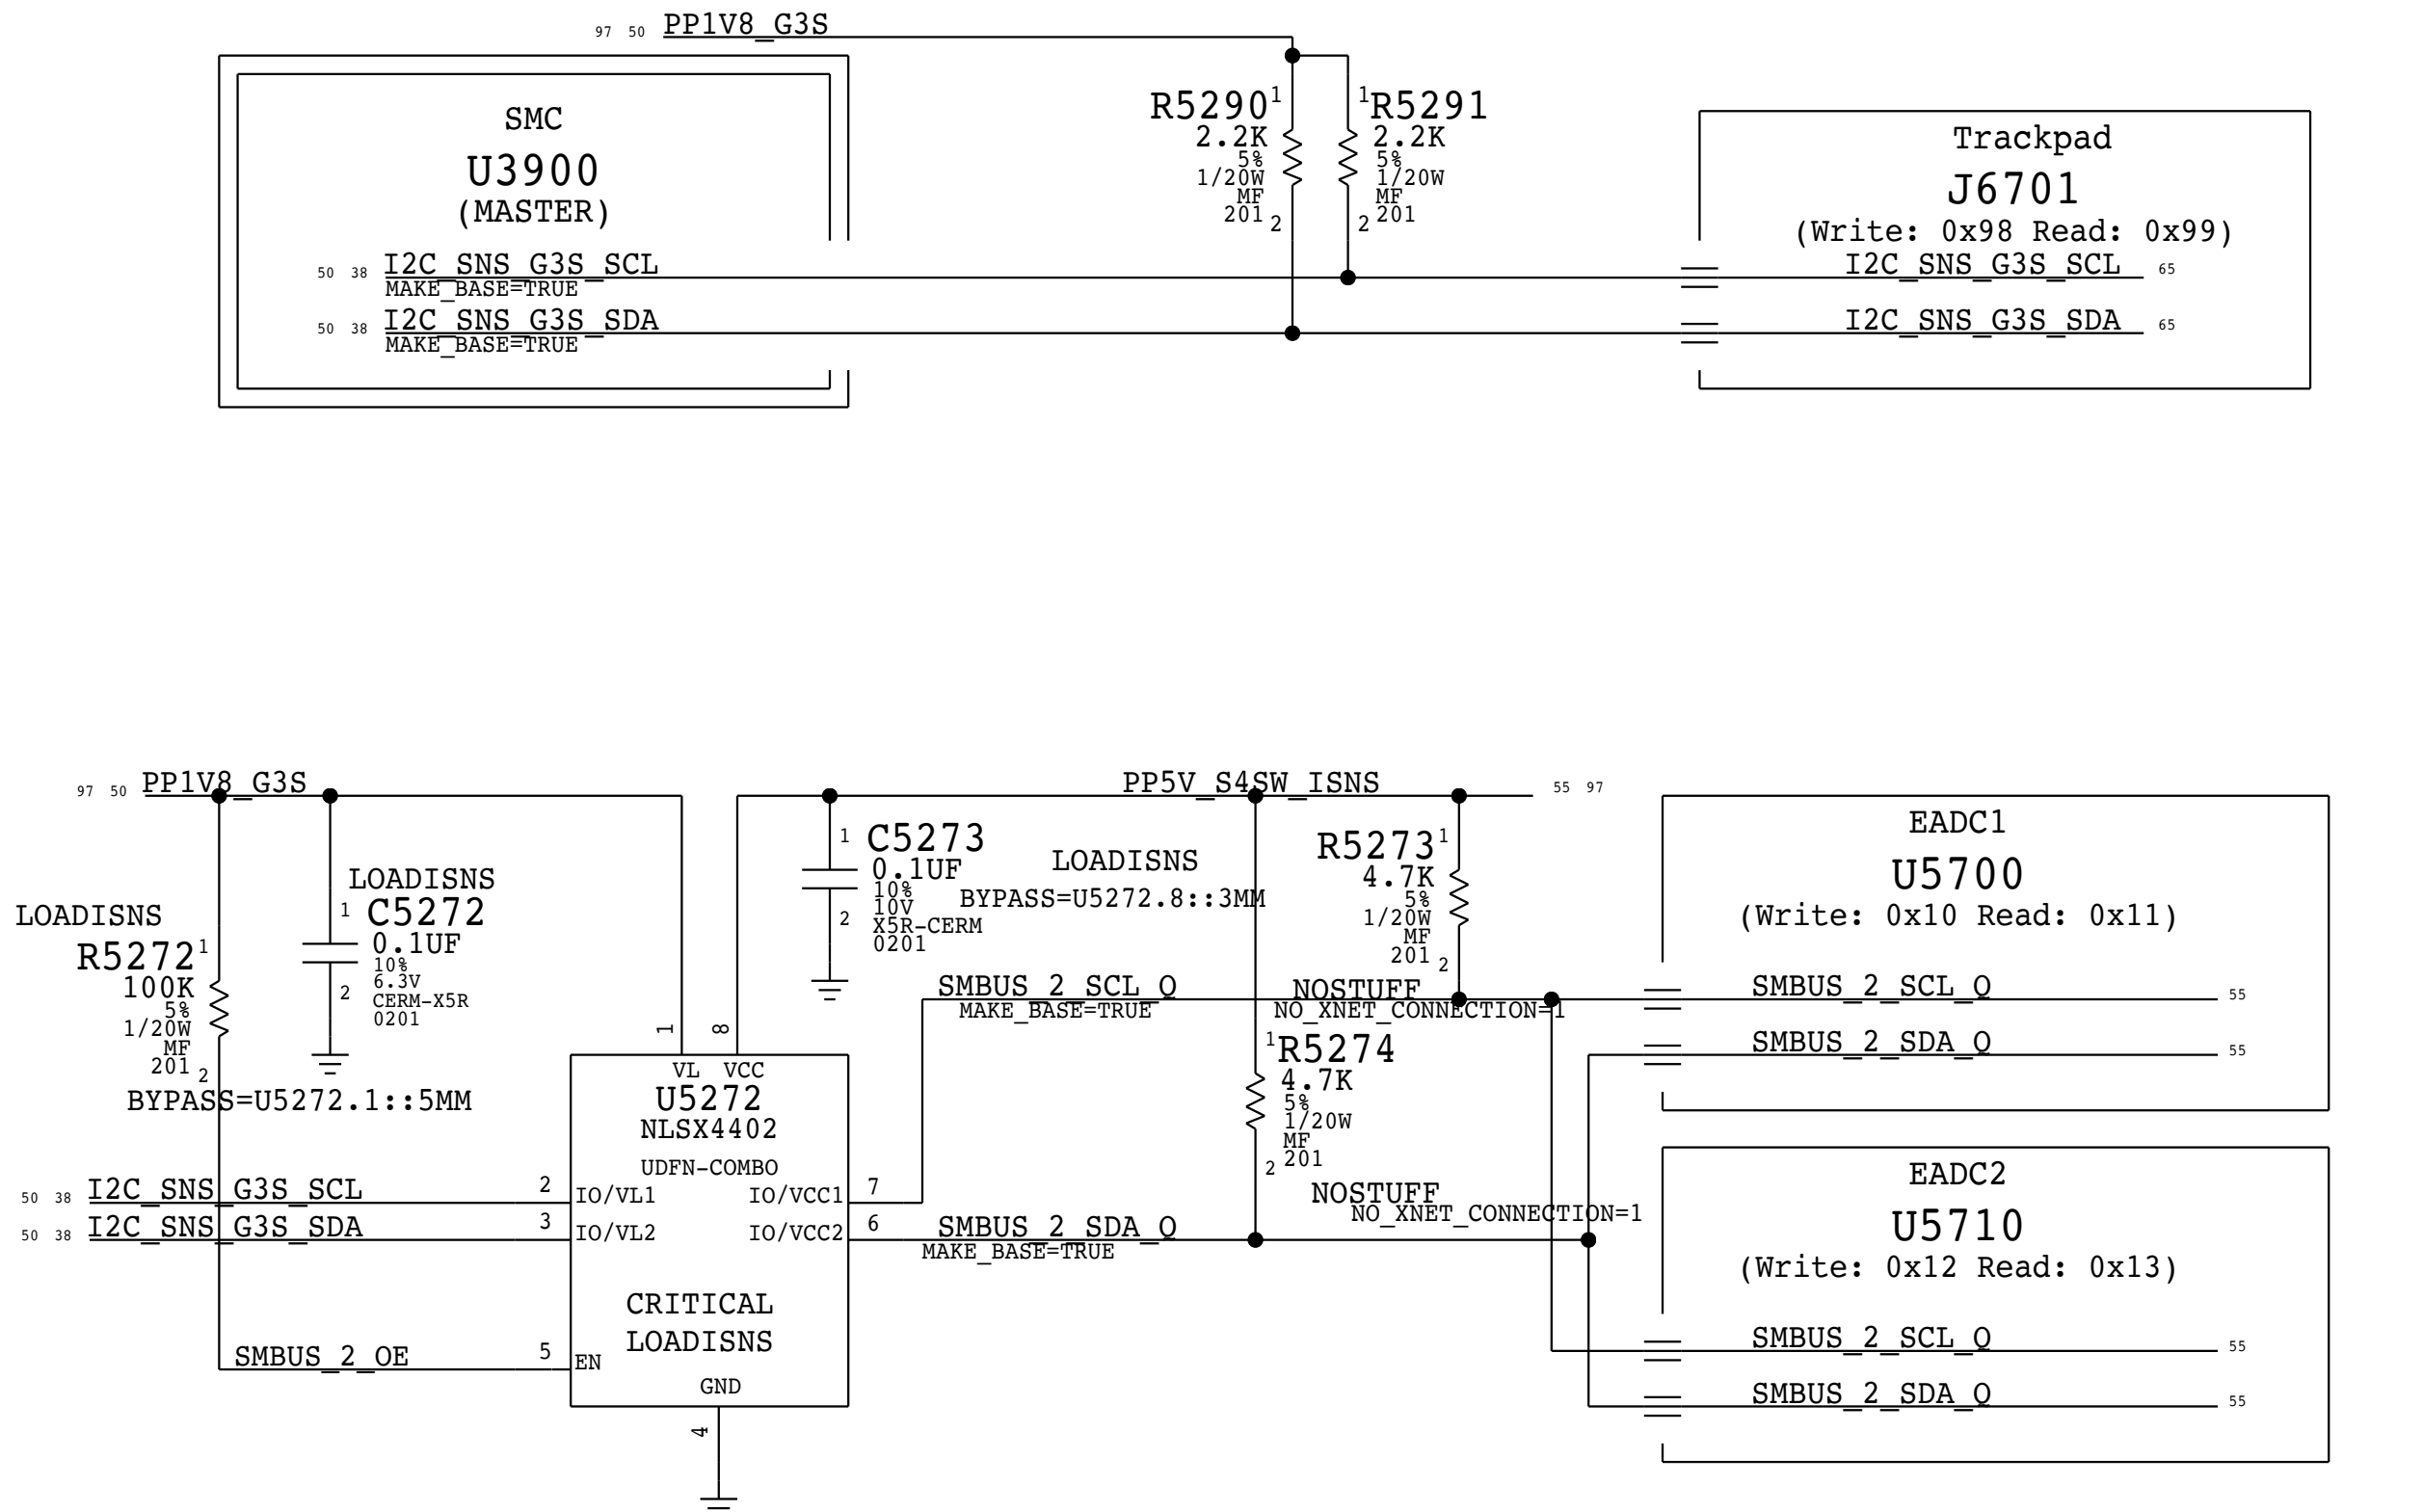 97 50 PP1V8_G3S
SMC
U3900
(MASTER)
50 38 I2C_SNS_G3S_SCL
MAKE_BASE=TRUE
50 38 I2C_SNS_G3S_SDA
MAKE_BASE=TRUE
R5290 1
2.2K
5%
1/20W
MF
201
2
1 R5291
2.2K
5%
1/20W
MF
2 201
Trackpad
J6701
(Write: 0x98 Read: 0x99)
I2C_SNS_G3S_SCL 65
I2C_SNS_G3S_SDA 65
97 50 PP1V8_G3S
LOADISNS
R5272 1
100K
5%
1/20W
MF
201
2
LOADISNS
1 C5272
0.1UF
10%
6.3V
2 CERM-X5R
0201
BYPASS=U5272.1::5MM
50 38 I2C_SNS_G3S_SCL
50 38 I2C_SNS_G3S_SDA
SMBUS_2_OE
1 8
VL VCC
U5272
NLSX4402
UDFN-COMBO
2 IO/VL1 IO/VCC1 7
3 IO/VL2 IO/VCC2 6
CRITICAL
LOADISNS
5 EN
GND
4
PP5V_S4SW_ISNS 55 97
1 C5273
0.1UF
10%
10V
2 X5R-CERM
0201
LOADISNS
BYPASS=U5272.8::3MM
R5273 1
4.7K
5%
1/20W
MF
201
2
SMBUS_2_SCL_Q
MAKE_BASE=TRUE
NOSTUFF
NO_XNET_CONNECTION=1
1 R5274
4.7K
5%
1/20W
MF
2 201
NOSTUFF
NO_XNET_CONNECTION=1
SMBUS_2_SDA_Q
MAKE_BASE=TRUE
EADC1
U5700
(Write: 0x10 Read: 0x11)
SMBUS_2_SCL_Q 55
SMBUS_2_SDA_Q 55
EADC2
U5710
(Write: 0x12 Read: 0x13)
SMBUS_2_SCL_Q 55
SMBUS_2_SDA_Q 55